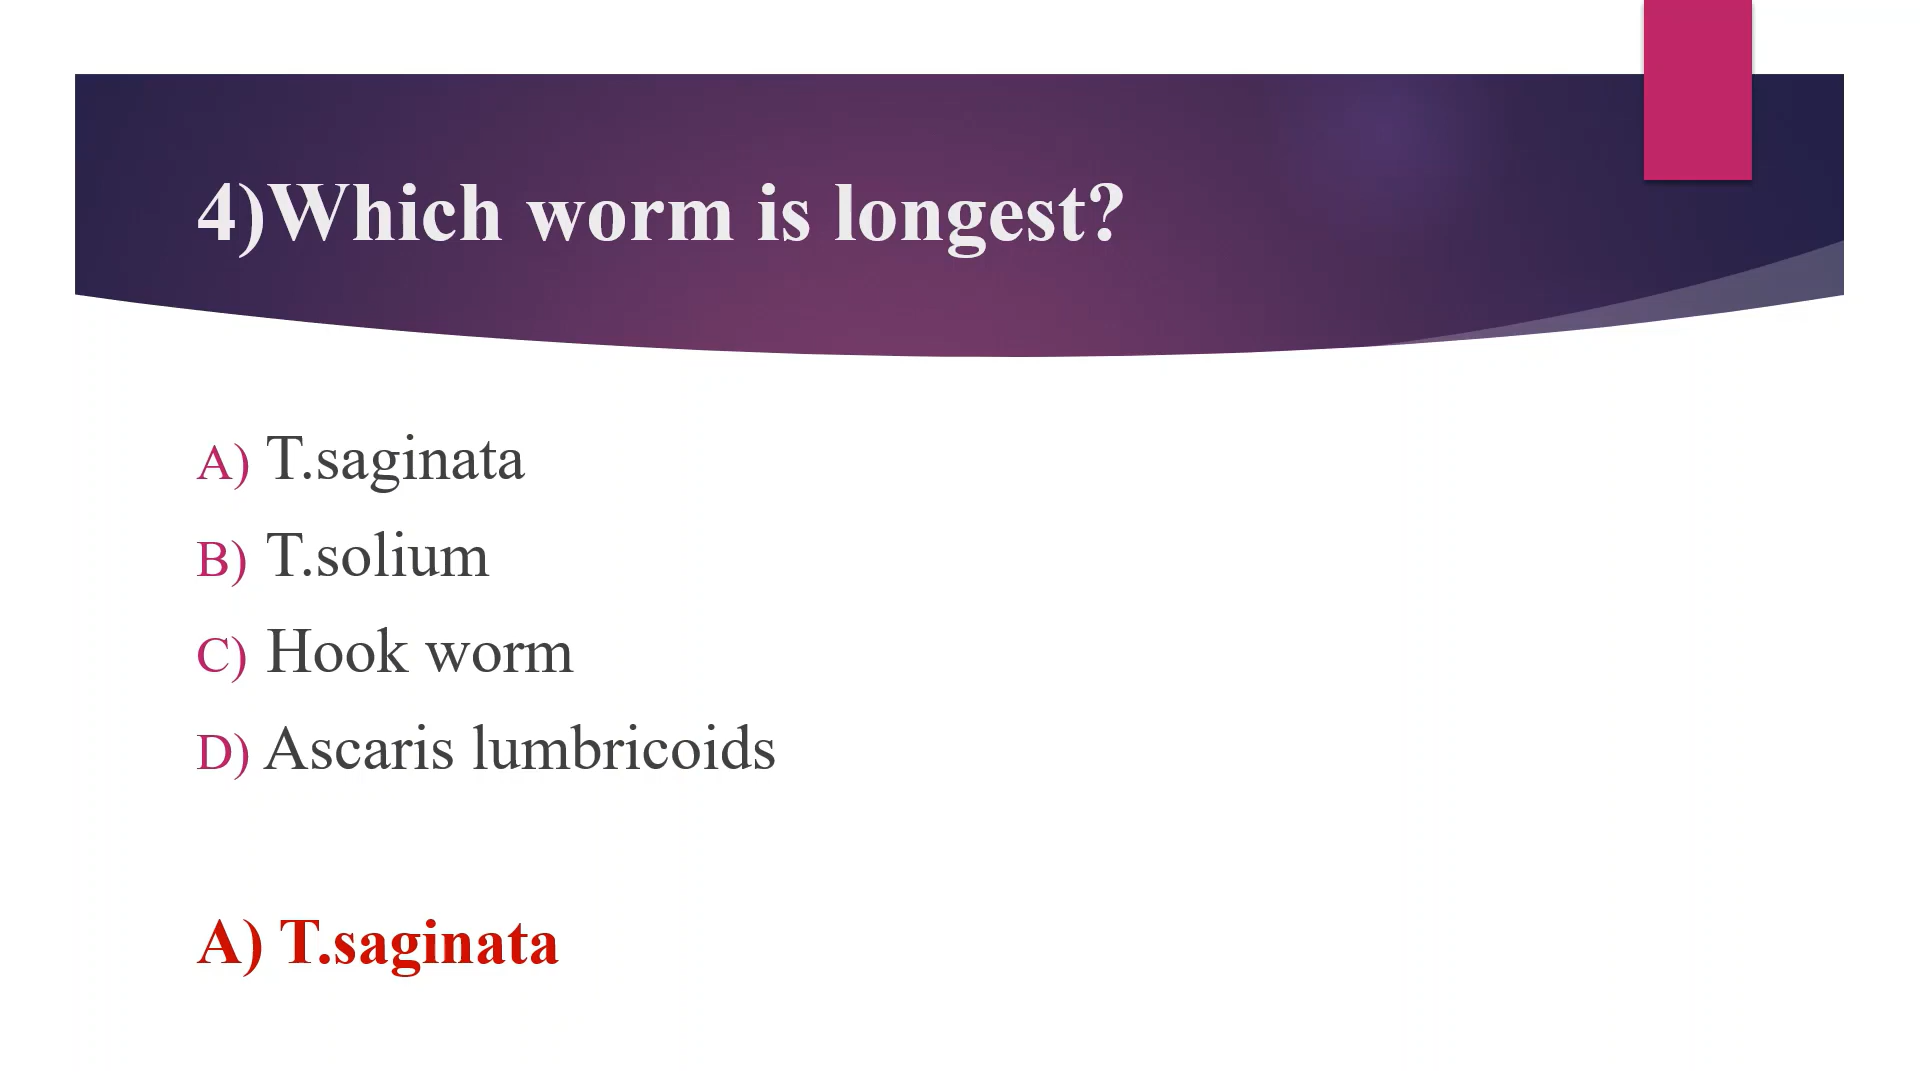 4)Which worm is longest?
A) T.saginata
B) T.solium
C) Hook worm
D) Ascaris lumbricoids
A) T.saginata